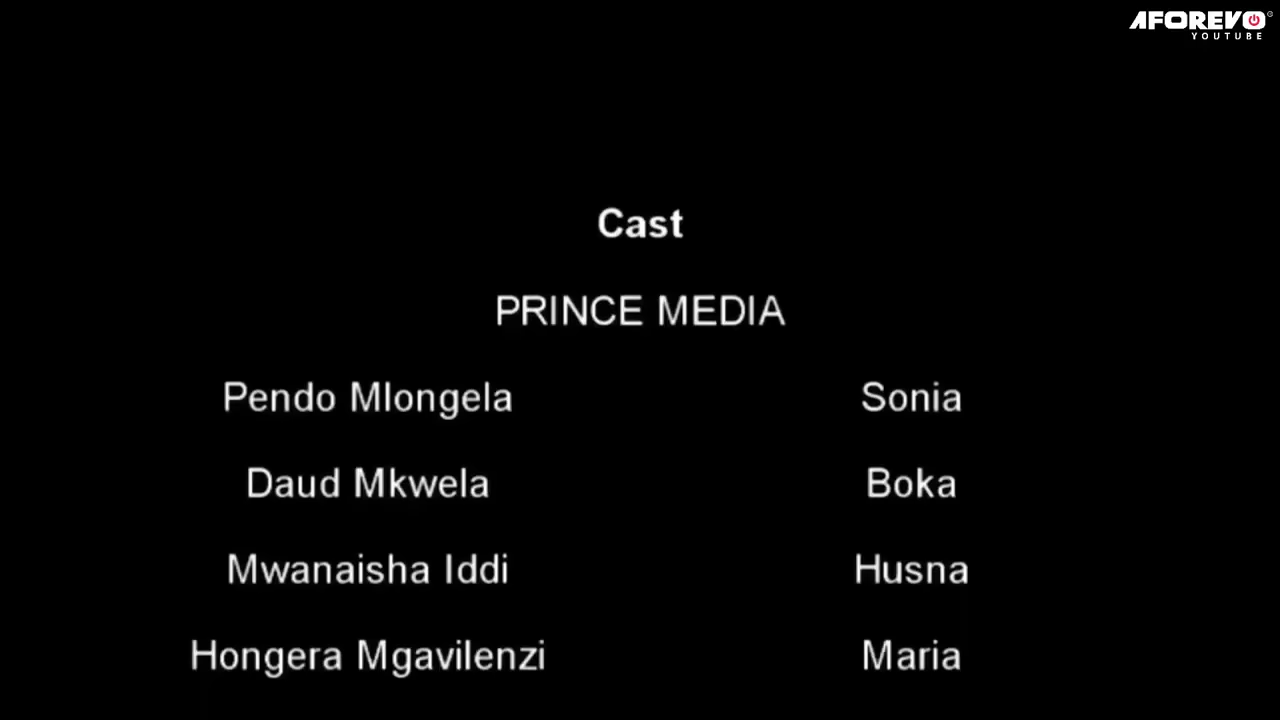 AFOREVO
YOUTUBE
Cast
PRINCE MEDIA
Pendo Mlongela Sonia
Daud Mkwela Boka
Mwanaisha Iddi Husna
Hongera Mgavilenzi Maria